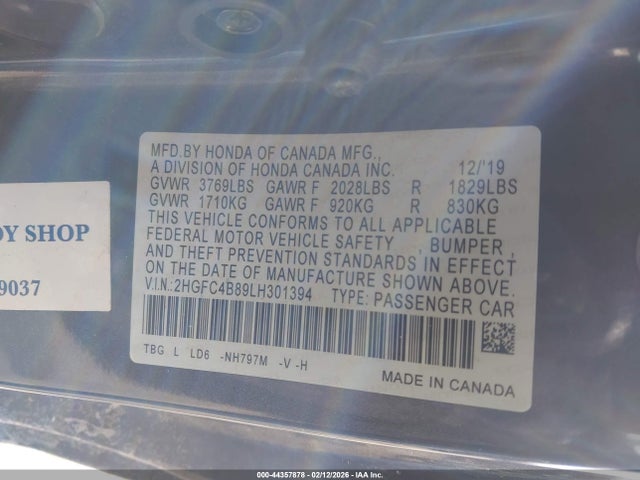 MFD.BY HONDA OF CANADA MFG.,
A DIVISION OF HONDA CANADA INC. 12/'19
GVWR 3769LBS GAWR F 2028LBS R 1829LBS
GVWR 1710KG GAWR F 920KG R 830KG
THIS VEHICLE CONFORMS TO ALL APPLICABLE
FEDERAL MOTOR VEHICLE SAFETY , BUMPER ,
AND THEFT PREVENTION STANDARDS IN EFFECT
ON THE DATE OF MANUFACTURE SHOWN ABOVE.
V.I.N.:2HGFC4B89LH301394 TYPE: PASSENGER CAR
TBG L LD6 -NH797M -V -H
MADE IN CANADA
DY SHOP
9037
000-44357878 - 02/12/2026 - IAAI, Inc.